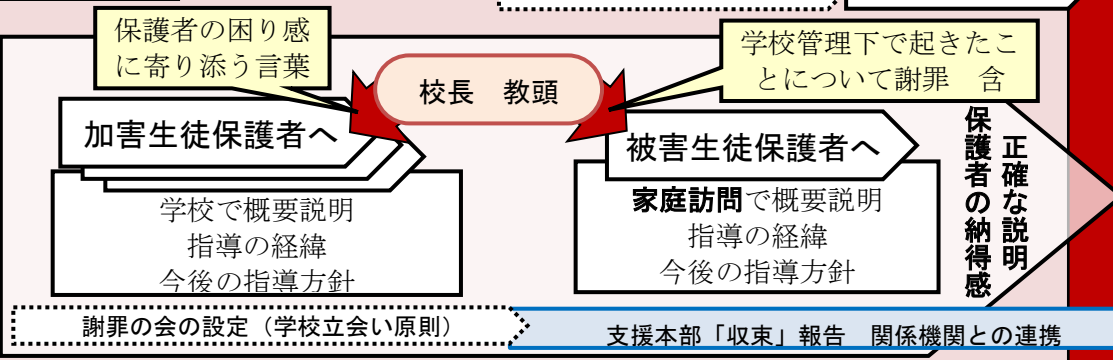 保護者の困り感
に寄り添う言葉
校長　教頭
学校管理下で起きたこ
とについて謝罪　含
加害生徒保護者へ
学校で概要説明
指導の経緯
今後の指導方針
被害生徒保護者へ
家庭訪問で概要説明
指導の経緯
今後の指導方針
正確な説明
保護者の納得感
謝罪の会の設定（学校立会い原則）
支援本部「収束」報告　関係機関との連携